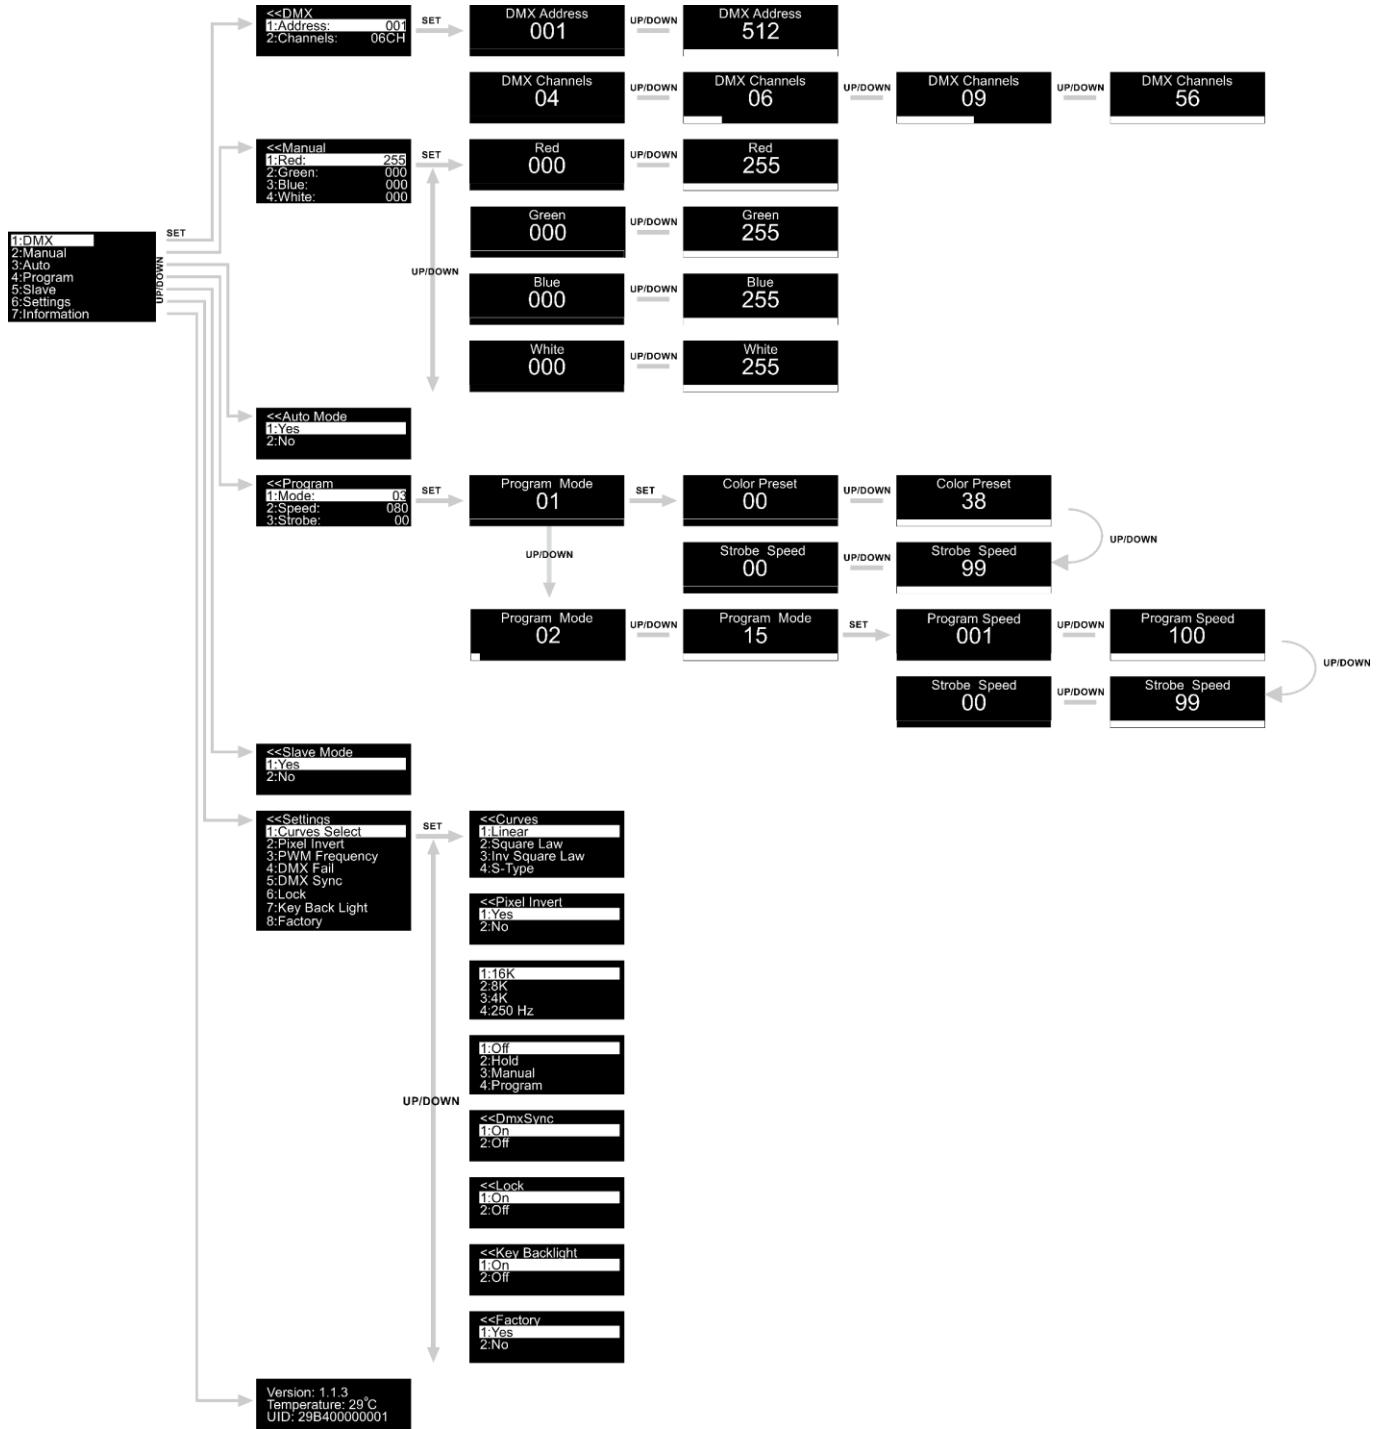 1:DMX
2:Manual
3:Auto
4:Program
5:Slave
6:Settings
7:Information
SET
UP/DOWN
<<DMX
1:Address: 001
2:Channels: 06CH
SET
DMX Address
001
UP/DOWN
DMX Address
512
DMX Channels
04
UP/DOWN
DMX Channels
06
UP/DOWN
DMX Channels
09
UP/DOWN
DMX Channels
56
<<Manual
1:Red: 255
2:Green: 000
3:Blue: 000
4:White: 000
SET
UP/DOWN
Red
000
UP/DOWN
Red
255
Green
000
UP/DOWN
Green
255
Blue
000
UP/DOWN
Blue
255
White
000
UP/DOWN
White
255
<<Auto Mode
1:Yes
2:No
<<Program
1:Mode: 03
2:Speed: 080
3:Strobe: 00
SET
Program Mode
01
SET
Color Preset
00
UP/DOWN
Color Preset
38
UP/DOWN
Strobe Speed
00
UP/DOWN
Strobe Speed
99
UP/DOWN
Program Mode
02
UP/DOWN
Program Mode
15
SET
Program Speed
001
UP/DOWN
Program Speed
100
UP/DOWN
Strobe Speed
00
UP/DOWN
Strobe Speed
99
<<Slave Mode
1:Yes
2:No
<<Settings
1:Curves Select
2:Pixel Invert
3:PWM Frequency
4:DMX Fail
5:DMX Sync
6:Lock
7:Key Back Light
8:Factory
SET
UP/DOWN
<<Curves
1:Linear
2:Square Law
3:Inv Square Law
4:S-Type
<<Pixel Invert
1:Yes
2:No
1:16K
2:8K
3:4K
4:250 Hz
1:Off
2:Hold
3:Manual
4:Program
<<DmxSync
1:On
2:Off
<<Lock
1:On
2:Off
<<Key Backlight
1:On
2:Off
<<Factory
1:Yes
2:No
Version: 1.1.3
Temperature: 29°C
UID: 29B400000001